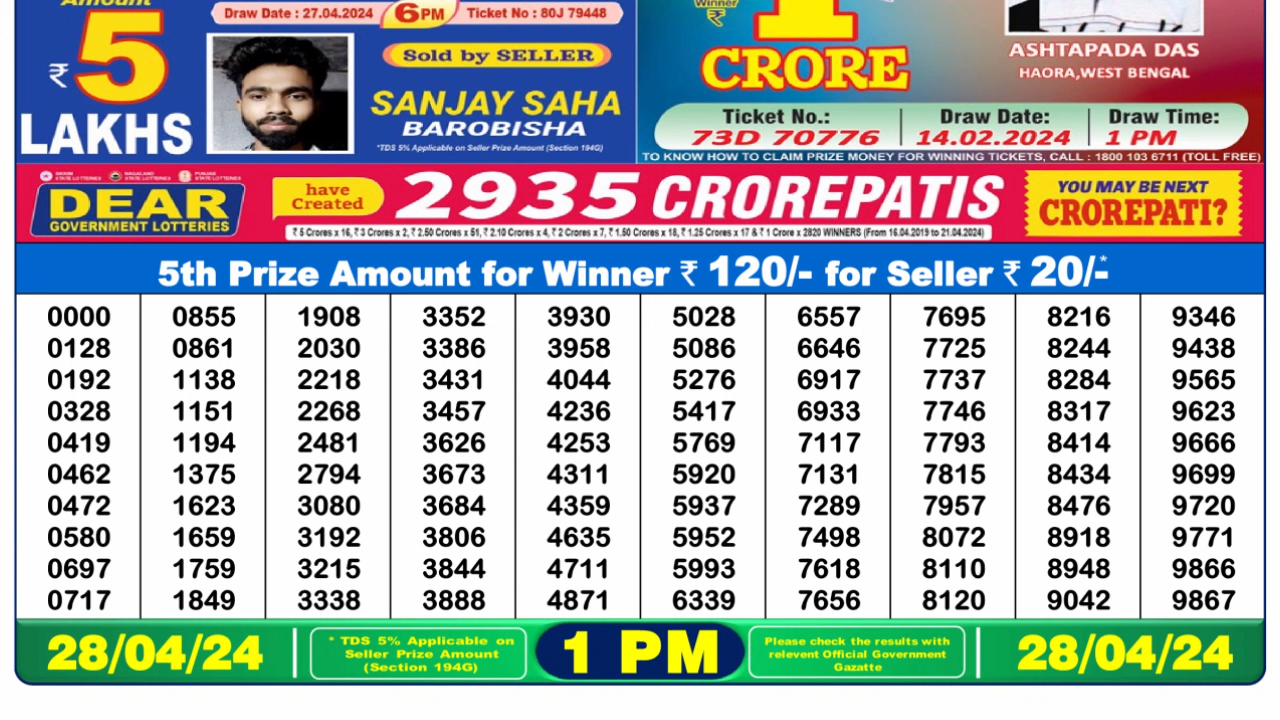 Amount
₹ 5
LAKHS
Draw Date : 27.04.2024 6PM Ticket No : 80J 79448
Sold by SELLER
SANJAY SAHA
BAROBISHA
*TDS 5% Applicable on Seller Prize Amount (Section 194G)
Winner
₹ 1
CRORE
ASHTAPADA DAS
HAORA,WEST BENGAL
Ticket No.: Draw Date: Draw Time:
73D 70776 14.02.2024 1 PM
TO KNOW HOW TO CLAIM PRIZE MONEY FOR WINNING TICKETS, CALL : 1800 103 6711 (TOLL FREE)
SIKKIM STATE LOTTERIES NAGALAND STATE LOTTERIES PUNJAB STATE LOTTERIES
DEAR
GOVERNMENT LOTTERIES
have Created
2935 CROREPATIS
₹ 5 Crores x 16, ₹ 3 Crores x 2, ₹ 2.50 Crores x 51, ₹ 2.10 Crores x 4, ₹ 2 Crores x 7, ₹ 1.50 Crores x 18, ₹ 1.25 Crores x 17 & ₹ 1 Crore x 2820 WINNERS (From 16.04.2019 to 21.04.2024)
YOU MAY BE NEXT
CROREPATI?
5th Prize Amount for Winner ₹ 120/- for Seller ₹ 20/-*
0000 0855 1908 3352 3930 5028 6557 7695 8216 9346
0128 0861 2030 3386 3958 5086 6646 7725 8244 9438
0192 1138 2218 3431 4044 5276 6917 7737 8284 9565
0328 1151 2268 3457 4236 5417 6933 7746 8317 9623
0419 1194 2481 3626 4253 5769 7117 7793 8414 9666
0462 1375 2794 3673 4311 5920 7131 7815 8434 9699
0472 1623 3080 3684 4359 5937 7289 7957 8476 9720
0580 1659 3192 3806 4635 5952 7498 8072 8918 9771
0697 1759 3215 3844 4711 5993 7618 8110 8948 9866
0717 1849 3338 3888 4871 6339 7656 8120 9042 9867
28/04/24
* TDS 5% Applicable on
Seller Prize Amount
(Section 194G)
1 PM
Please check the results with
relevent Official Government
Gazatte
28/04/24